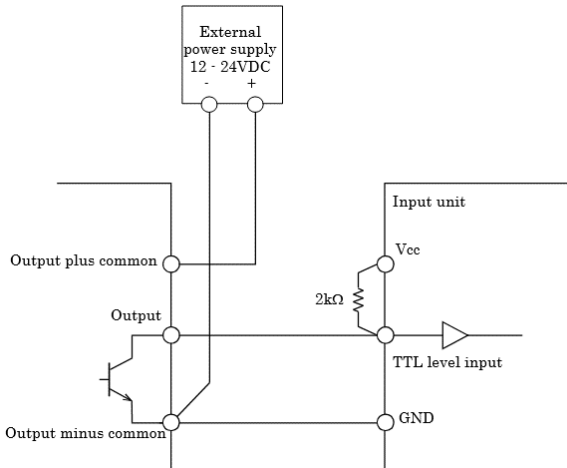 External
power supply
12 - 24VDC
- +
Input unit
Output plus common
Vcc
2kΩ
Output
TTL level input
Output minus common
GND